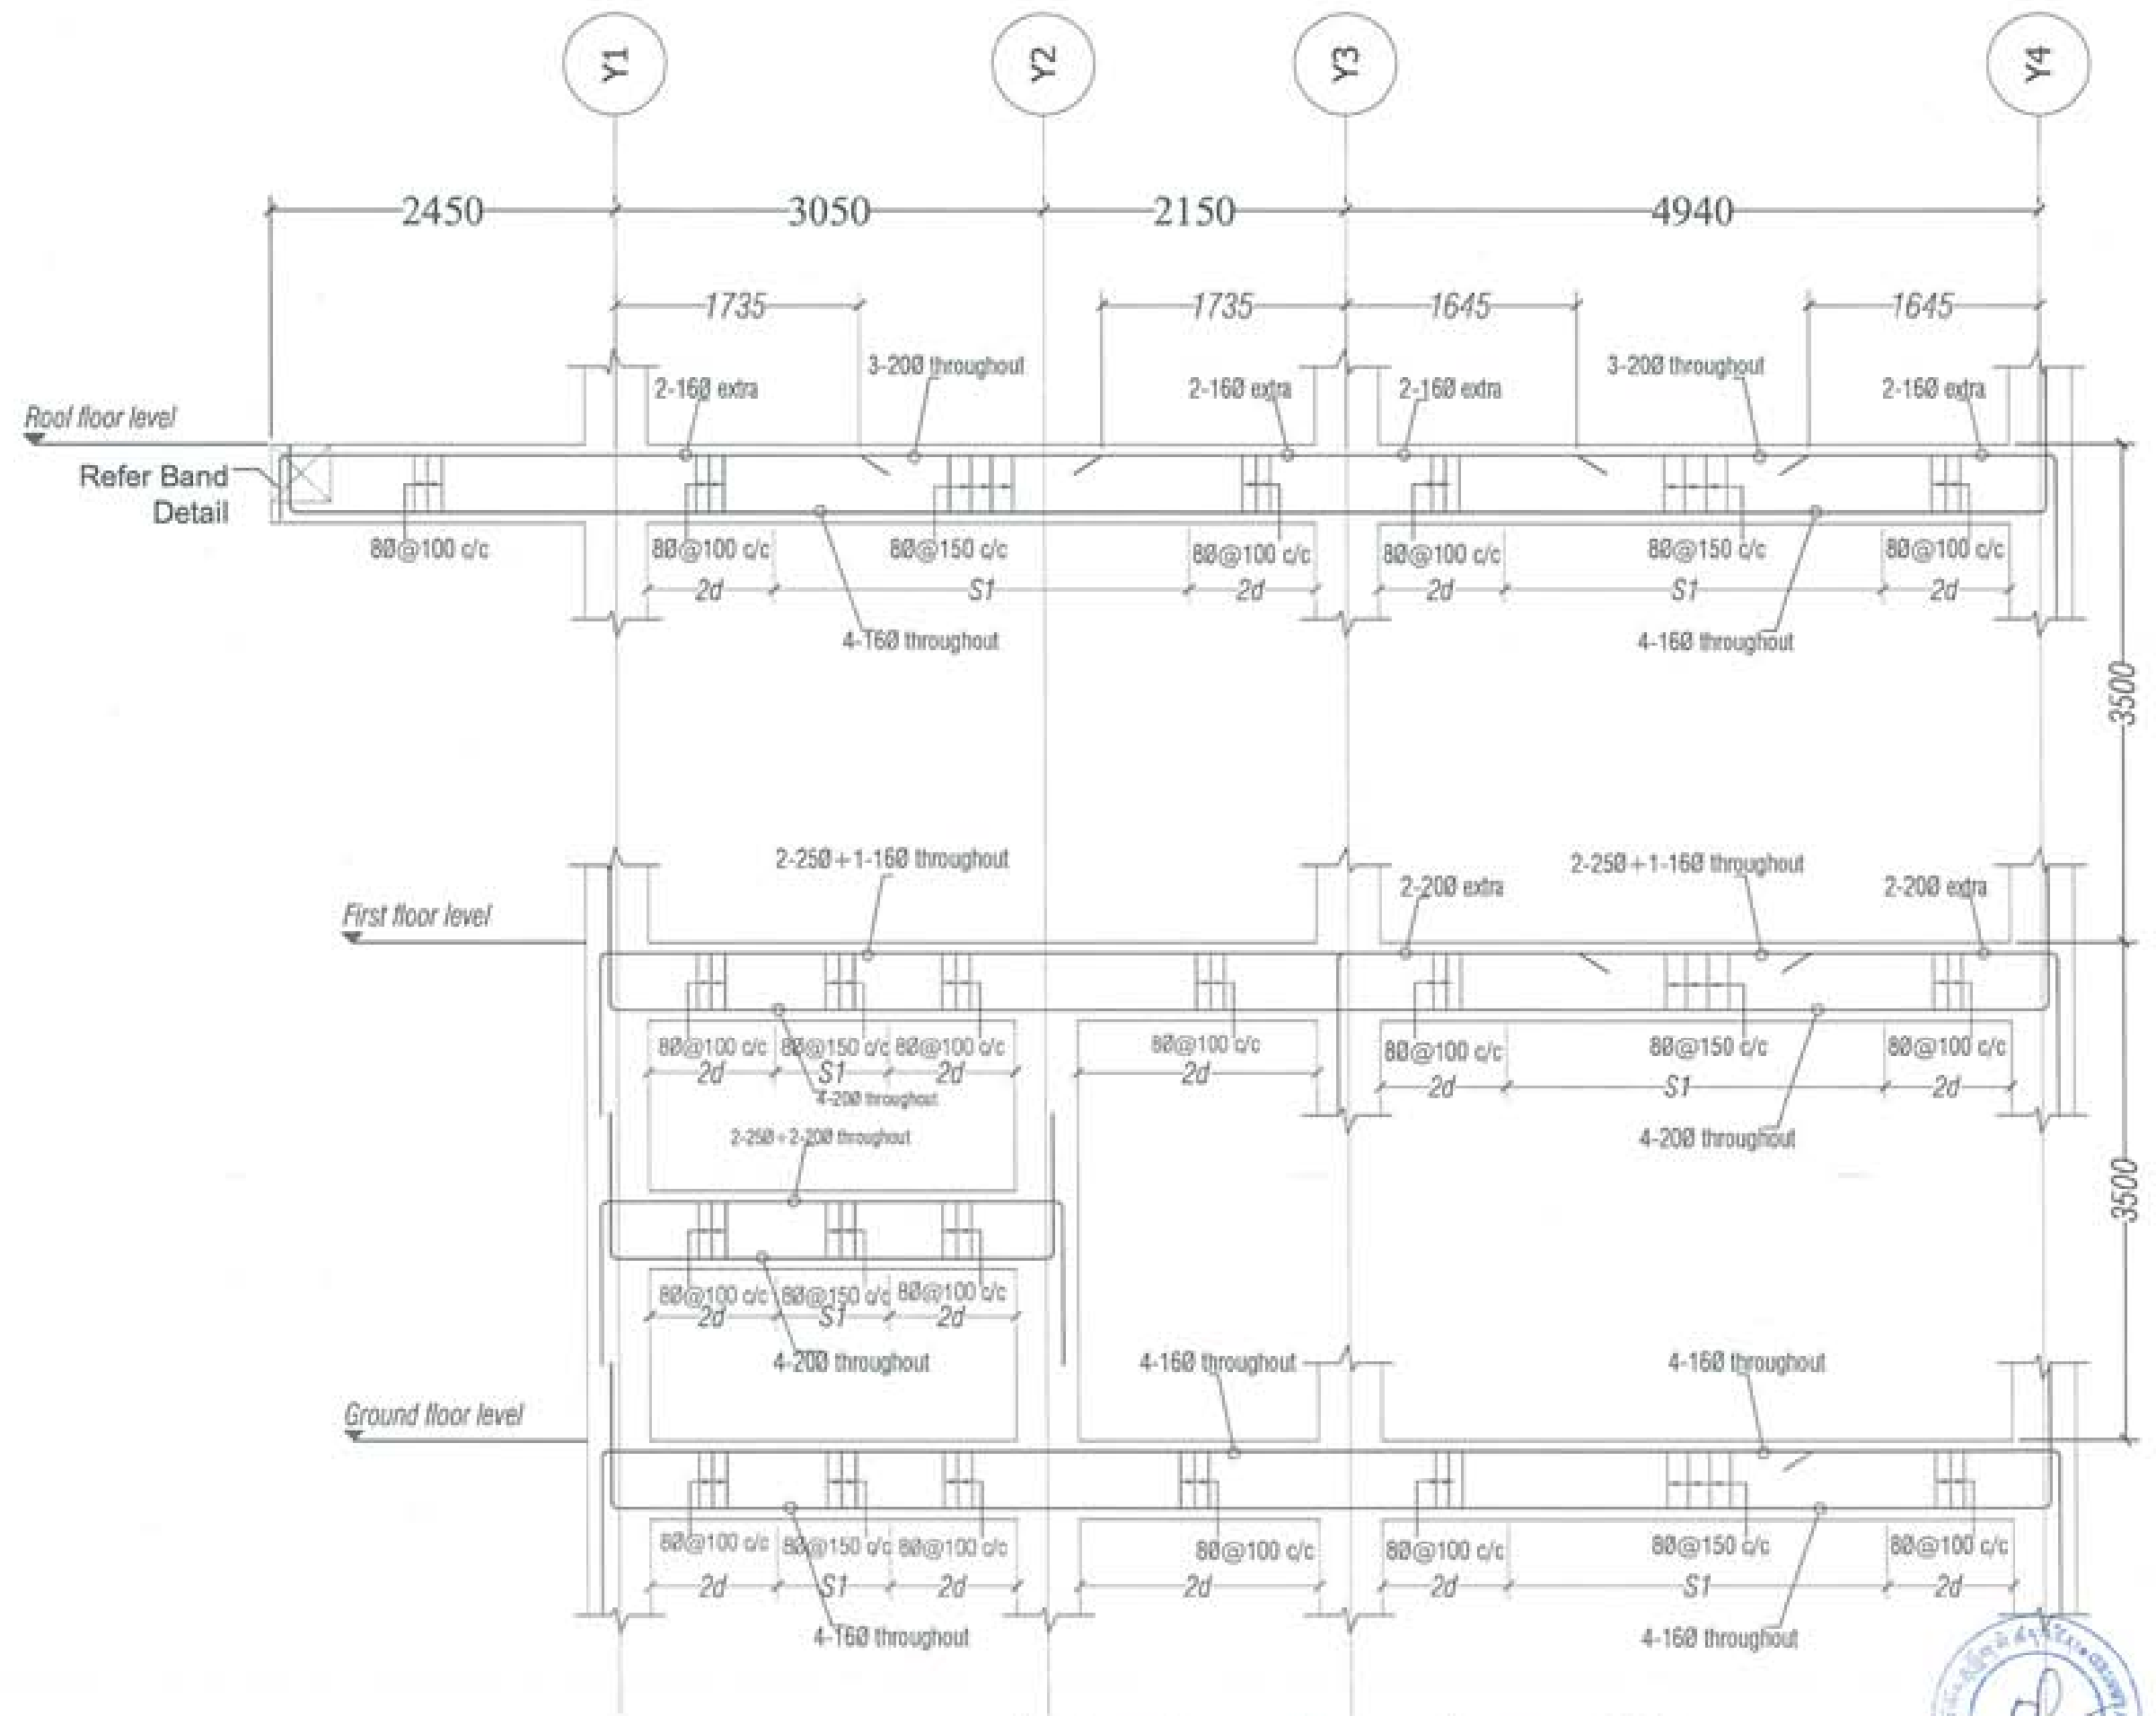 Y1
Y2
Y3
Y4
2450
3050
2150
4940
1735
1735
1645
1645
3-20Ø throughout
3-20Ø throughout
2-16Ø extra
2-16Ø extra
2-16Ø extra
2-16Ø extra
Roof floor level
Refer Band
Detail
8Ø@100 c/c
8Ø@100 c/c
8Ø@150 c/c
8Ø@100 c/c
8Ø@100 c/c
8Ø@150 c/c
8Ø@100 c/c
2d
S1
2d
2d
S1
2d
4-16Ø throughout
4-16Ø throughout
3500
2-25Ø+1-16Ø throughout
2-25Ø+1-16Ø throughout
2-20Ø extra
2-20Ø extra
First floor level
8Ø@100 c/c
8Ø@150 c/c
8Ø@100 c/c
8Ø@100 c/c
8Ø@100 c/c
8Ø@150 c/c
8Ø@100 c/c
2d
S1
2d
2d
2d
S1
2d
4-20Ø throughout
2-25Ø+2-20Ø throughout
4-20Ø throughout
3500
8Ø@100 c/c
8Ø@150 c/c
8Ø@100 c/c
2d
S1
2d
4-20Ø throughout
4-16Ø throughout
4-16Ø throughout
Ground floor level
8Ø@100 c/c
8Ø@150 c/c
8Ø@100 c/c
8Ø@100 c/c
8Ø@100 c/c
8Ø@150 c/c
8Ø@100 c/c
2d
S1
2d
2d
2d
S1
2d
4-16Ø throughout
4-16Ø throughout